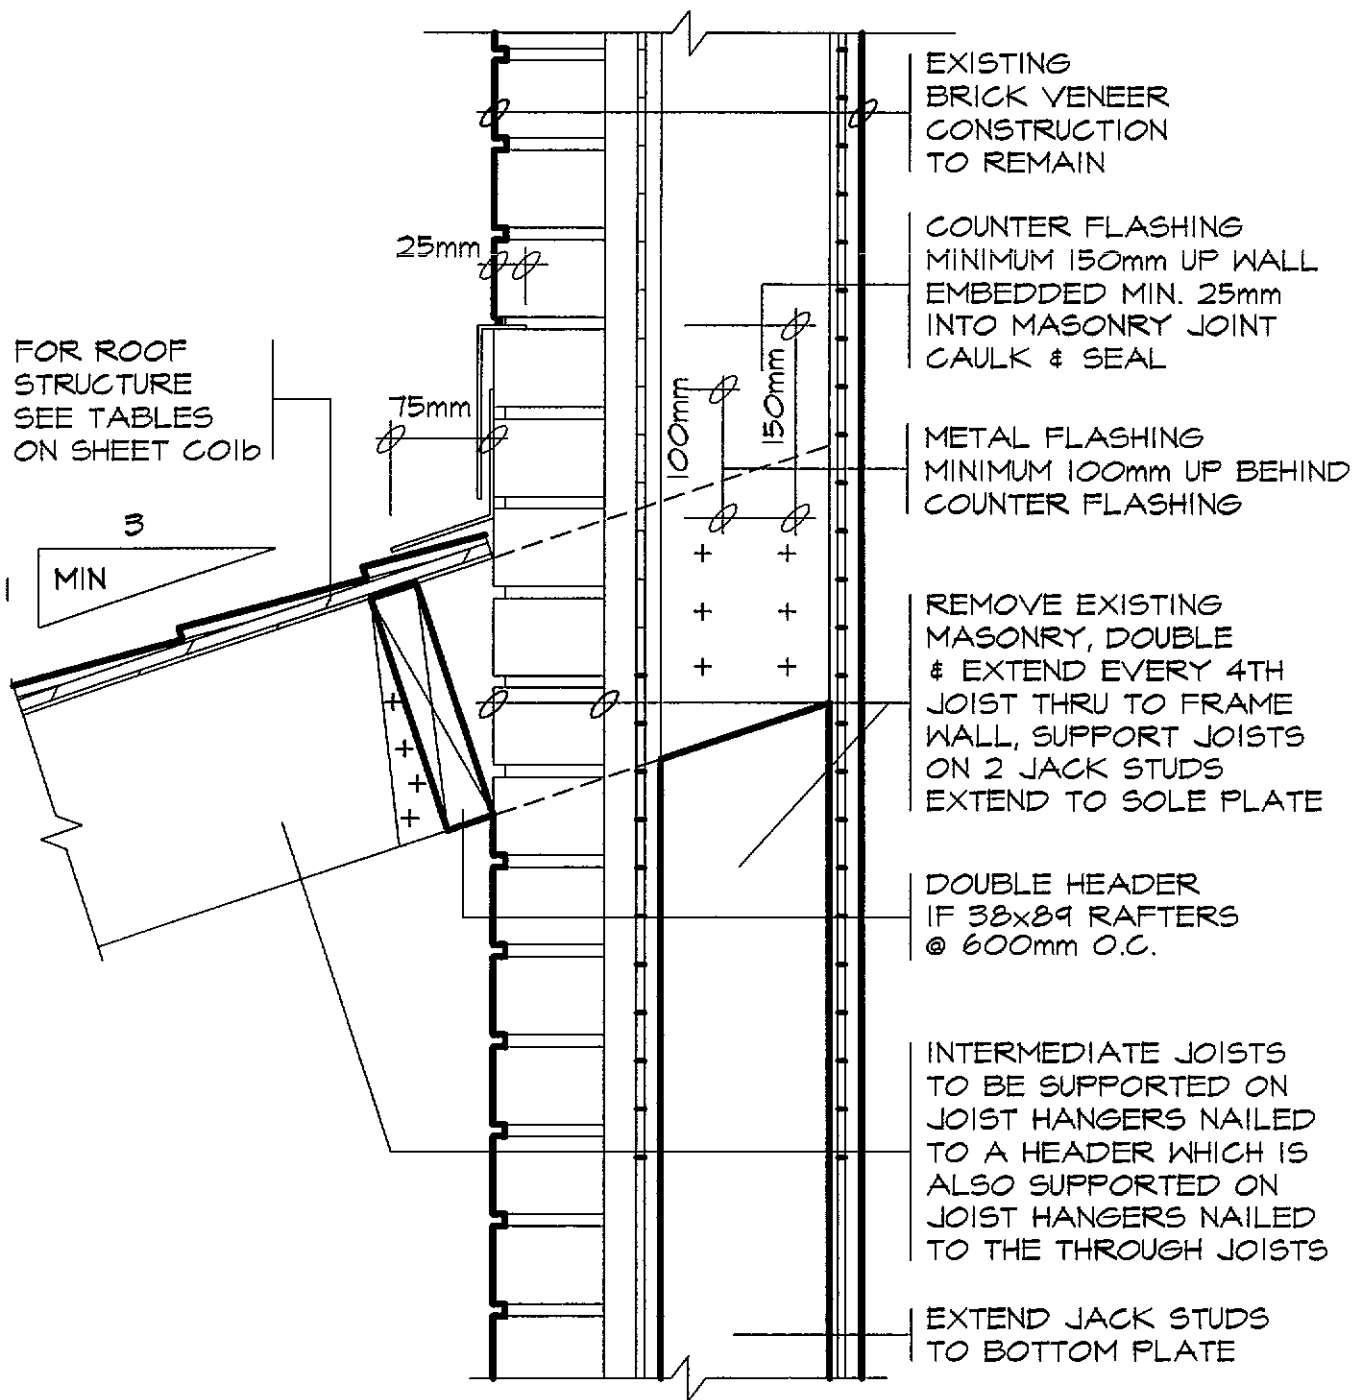 EXISTING
BRICK VENEER
CONSTRUCTION
TO REMAIN
25mm
COUNTER FLASHING
MINIMUM 150mm UP WALL
EMBEDDED MIN. 25mm
INTO MASONRY JOINT
CAULK & SEAL
FOR ROOF
STRUCTURE
SEE TABLES
ON SHEET C01b
75mm
100mm
150mm
METAL FLASHING
MINIMUM 100mm UP BEHIND
COUNTER FLASHING
3
1
MIN
REMOVE EXISTING
MASONRY, DOUBLE
& EXTEND EVERY 4TH
JOIST THRU TO FRAME
WALL, SUPPORT JOISTS
ON 2 JACK STUDS
EXTEND TO SOLE PLATE
DOUBLE HEADER
IF 38x89 RAFTERS
@ 600mm O.C.
INTERMEDIATE JOISTS
TO BE SUPPORTED ON
JOIST HANGERS NAILED
TO A HEADER WHICH IS
ALSO SUPPORTED ON
JOIST HANGERS NAILED
TO THE THROUGH JOISTS
EXTEND JACK STUDS
TO BOTTOM PLATE